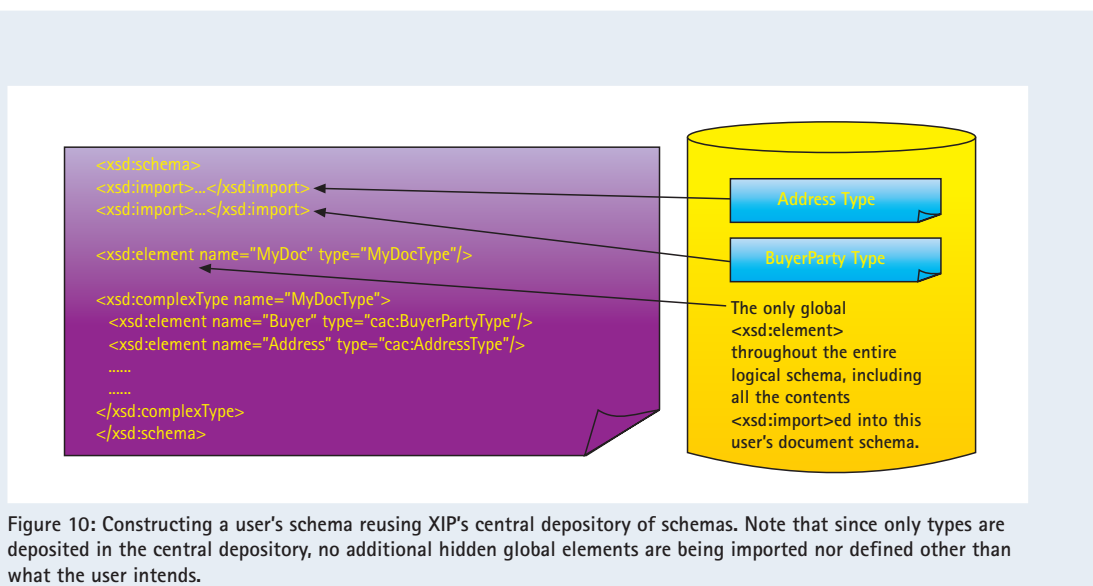 <xsd:schema>
<xsd:import>...</xsd:import>
<xsd:import>...</xsd:import>
<xsd:element name="MyDoc" type="MyDocType"/>
<xsd:complexType name="MyDocType">
<xsd:element name="Buyer" type="cac:BuyerPartyType"/>
<xsd:element name="Address" type="cac:AddressType"/>
......
......
</xsd:complexType>
</xsd:schema>
Address Type
BuyerParty Type
The only global
<xsd:element>
throughout the entire
logical schema, including
all the contents
<xsd:import>ed into this
user's document schema.
Figure 10: Constructing a user's schema reusing XIP's central depository of schemas. Note that since only types are
deposited in the central depository, no additional hidden global elements are being imported nor defined other than
what the user intends.